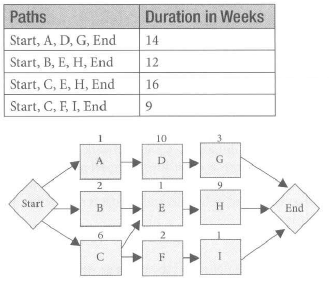 Paths Duration in Weeks
Start, A, D, G, End 14
Start, B, E, H, End 12
Start, C, E, H, End 16
Start, C, F, I, End 9
1 10 3
A D G
2 1 9
Start B E H End
6 2 1
C F I